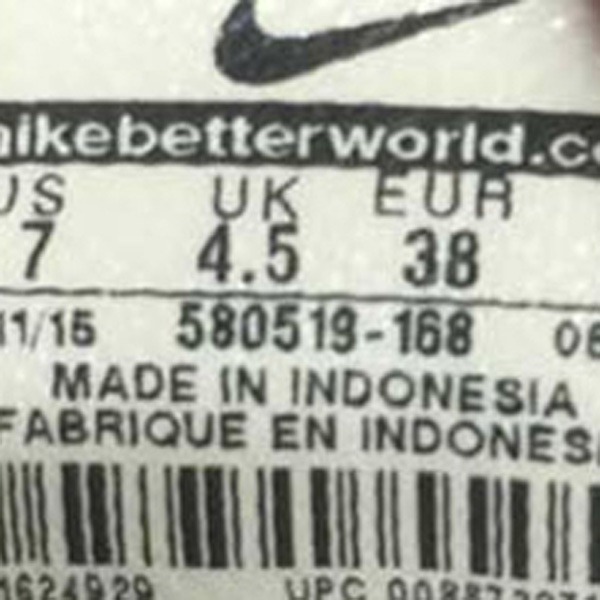 nikebetterworld.c
US UK EUR
7 4.5 38
11/15 580519-168
MADE IN INDONESIA
FABRIQUE EN INDONES
1624929 UPC